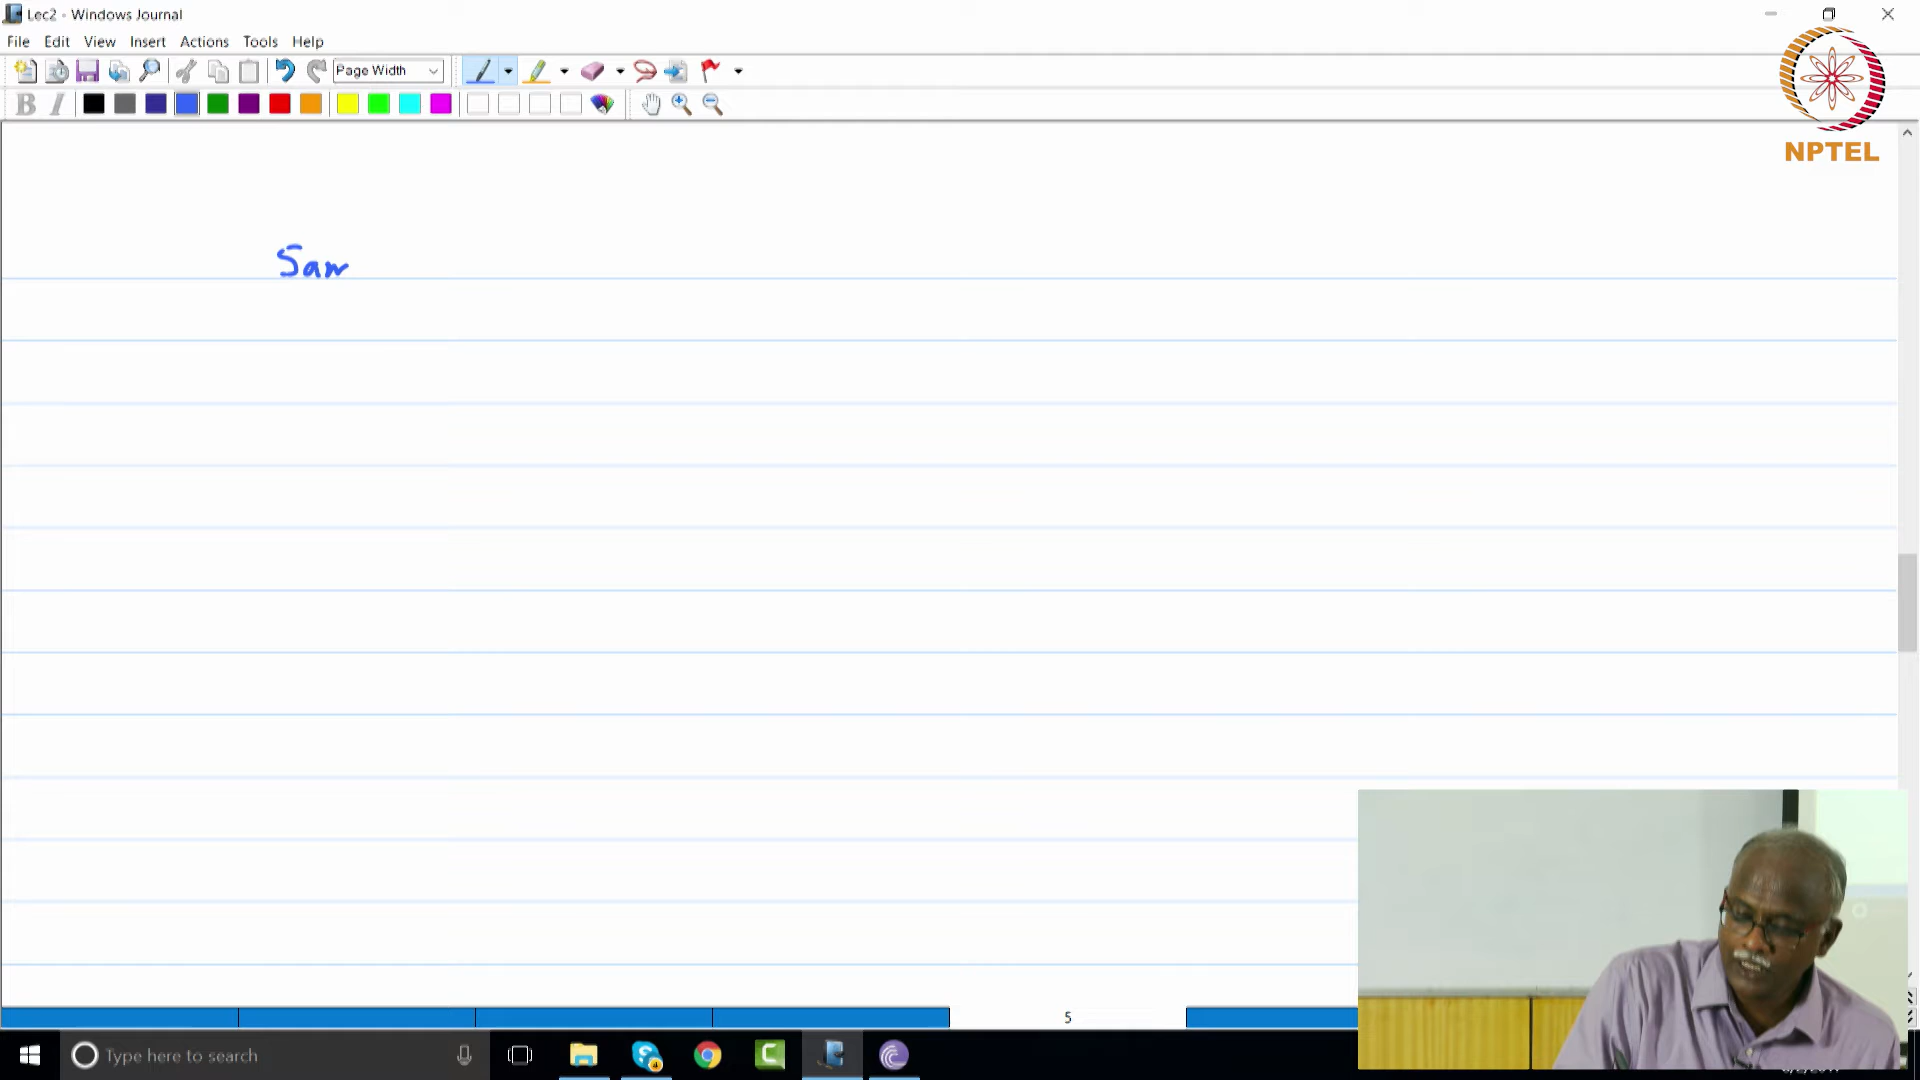 Lec2 - Windows Journal
File Edit View Insert Actions Tools Help
Page Width
B I
NPTEL
Sam
5
Type here to search
4